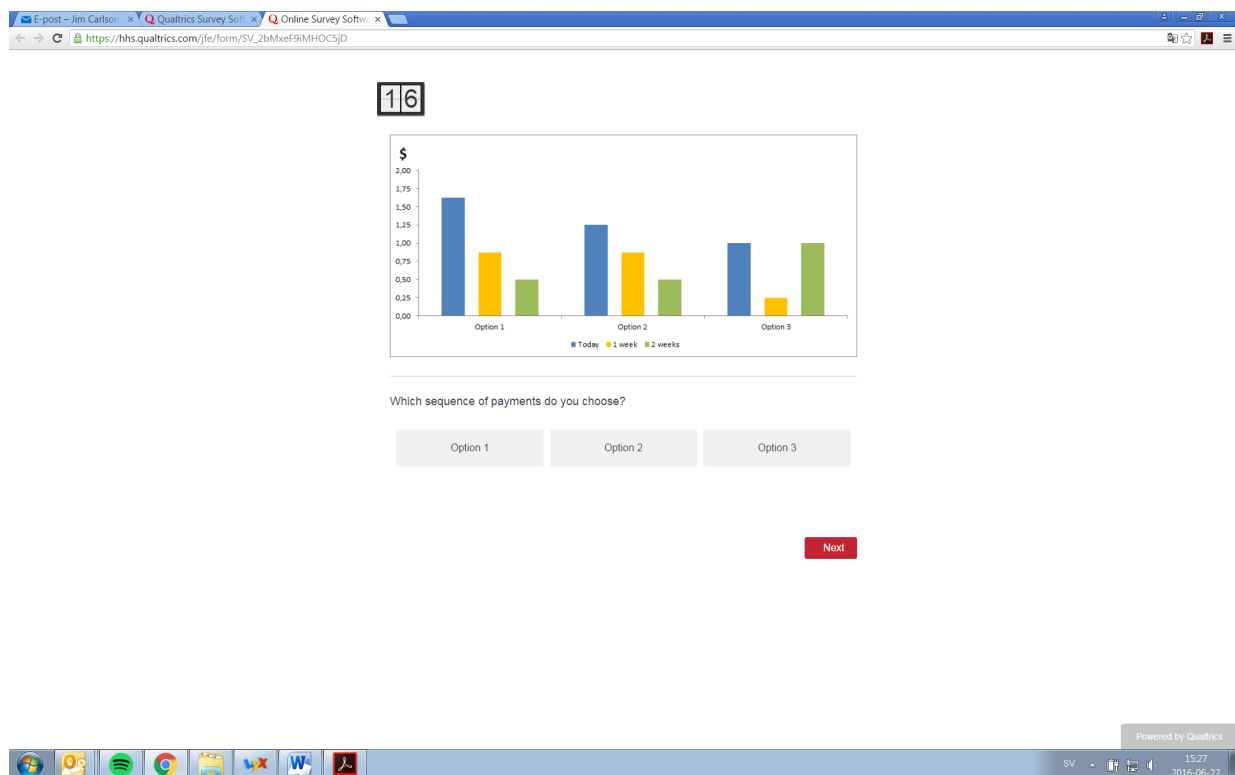 E-post – Jim Carlson
Qualtrics Survey Soft
Online Survey Softwa
https://hhs.qualtrics.com/jfe/form/SV_2bMxeF9iMHOC5jD
16
$
2,00
1,75
1,50
1,25
1,00
0,75
0,50
0,25
0,00
Option 1 Option 2 Option 3
Today 1 week 2 weeks
Which sequence of payments do you choose?
Option 1 Option 2 Option 3
Next
Powered by Qualtrics
SV 15:27
2016-06-22